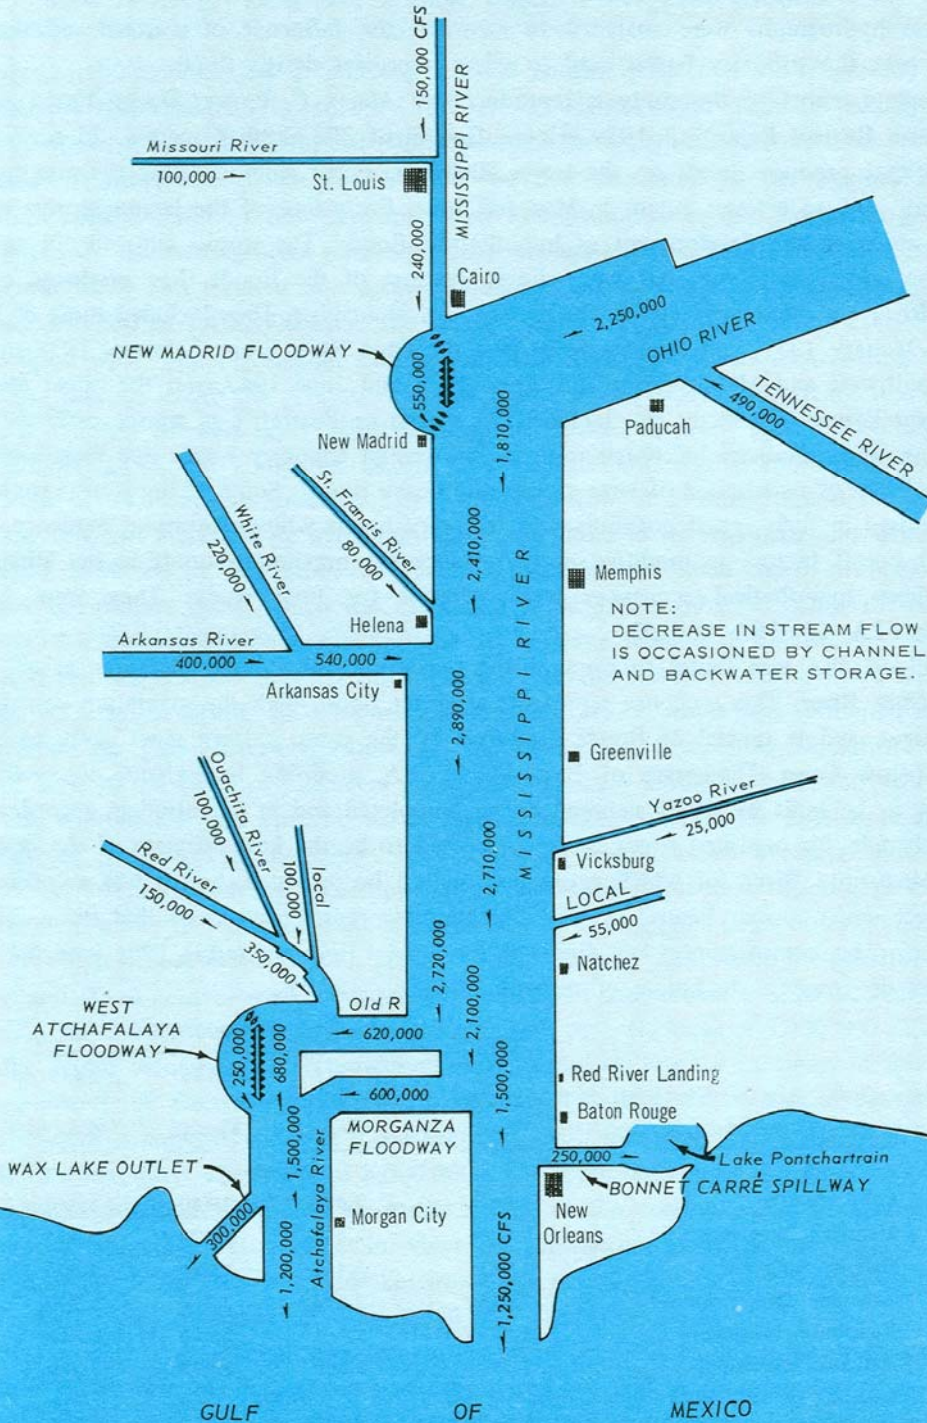 150,000 CFS
MISSISSIPPI RIVER
Missouri River
100,000
St. Louis
240,000
Cairo
2,250,000
OHIO RIVER
NEW MADRID FLOODWAY
550,000
490,000
TENNESSEE RIVER
Paducah
New Madrid
1,810,000
St. Francis River
80,000
White River
220,000
2,410,000
Memphis
NOTE:
DECREASE IN STREAM FLOW
IS OCCASIONED BY CHANNEL
AND BACKWATER STORAGE.
Helena
Arkansas River
400,000
540,000
Arkansas City
MISSISSIPPI RIVER
2,890,000
Greenville
Yazoo River
25,000
Ouachita River
100,000
local
100,000
Red River
150,000
350,000
2,710,000
Vicksburg
LOCAL
55,000
Natchez
2,720,000
Old R
620,000
2,100,000
WEST
ATCHAFALAYA
FLOODWAY
250,000
680,000
Red River Landing
600,000
1,500,000
Baton Rouge
MORGANZA
FLOODWAY
250,000
Lake Pontchartrain
BONNET CARRÉ SPILLWAY
WAX LAKE OUTLET
1,500,000
Atchafalaya River
300,000
Morgan City
New
Orleans
1,200,000
1,250,000 CFS
GULF OF MEXICO